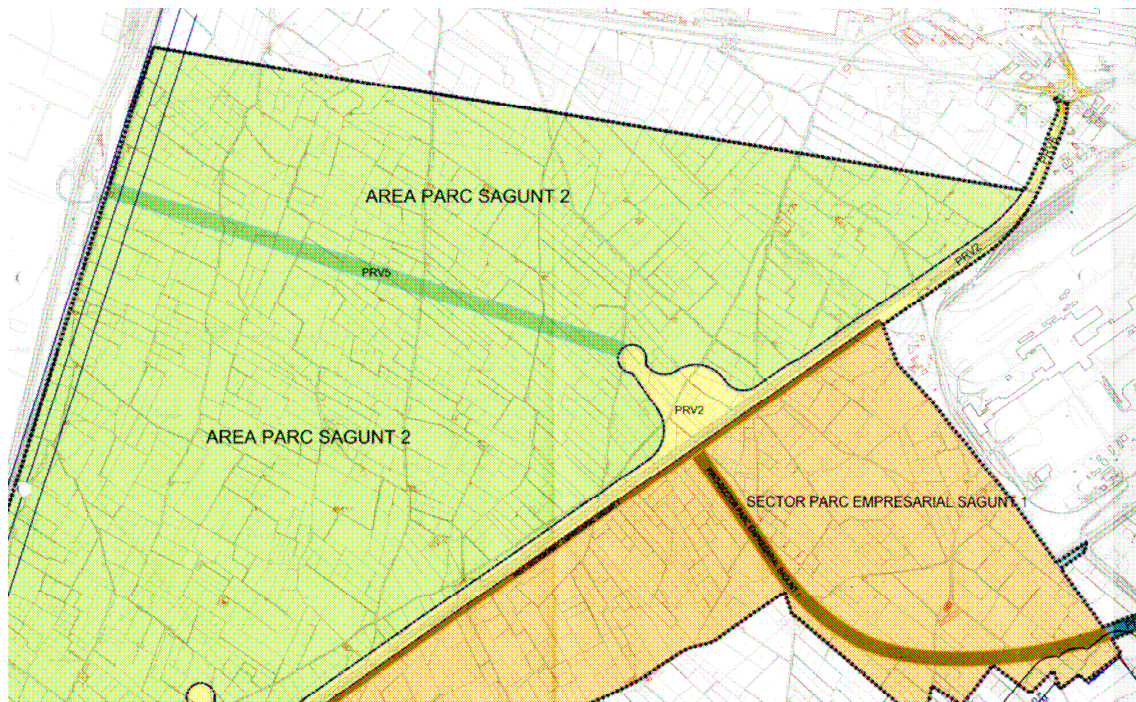 AREA PARC SAGUNT 2
PRV2
PRV5
PRV2
AREA PARC SAGUNT 2
SECTOR PARC EMPRESARIAL SAGUNT 1